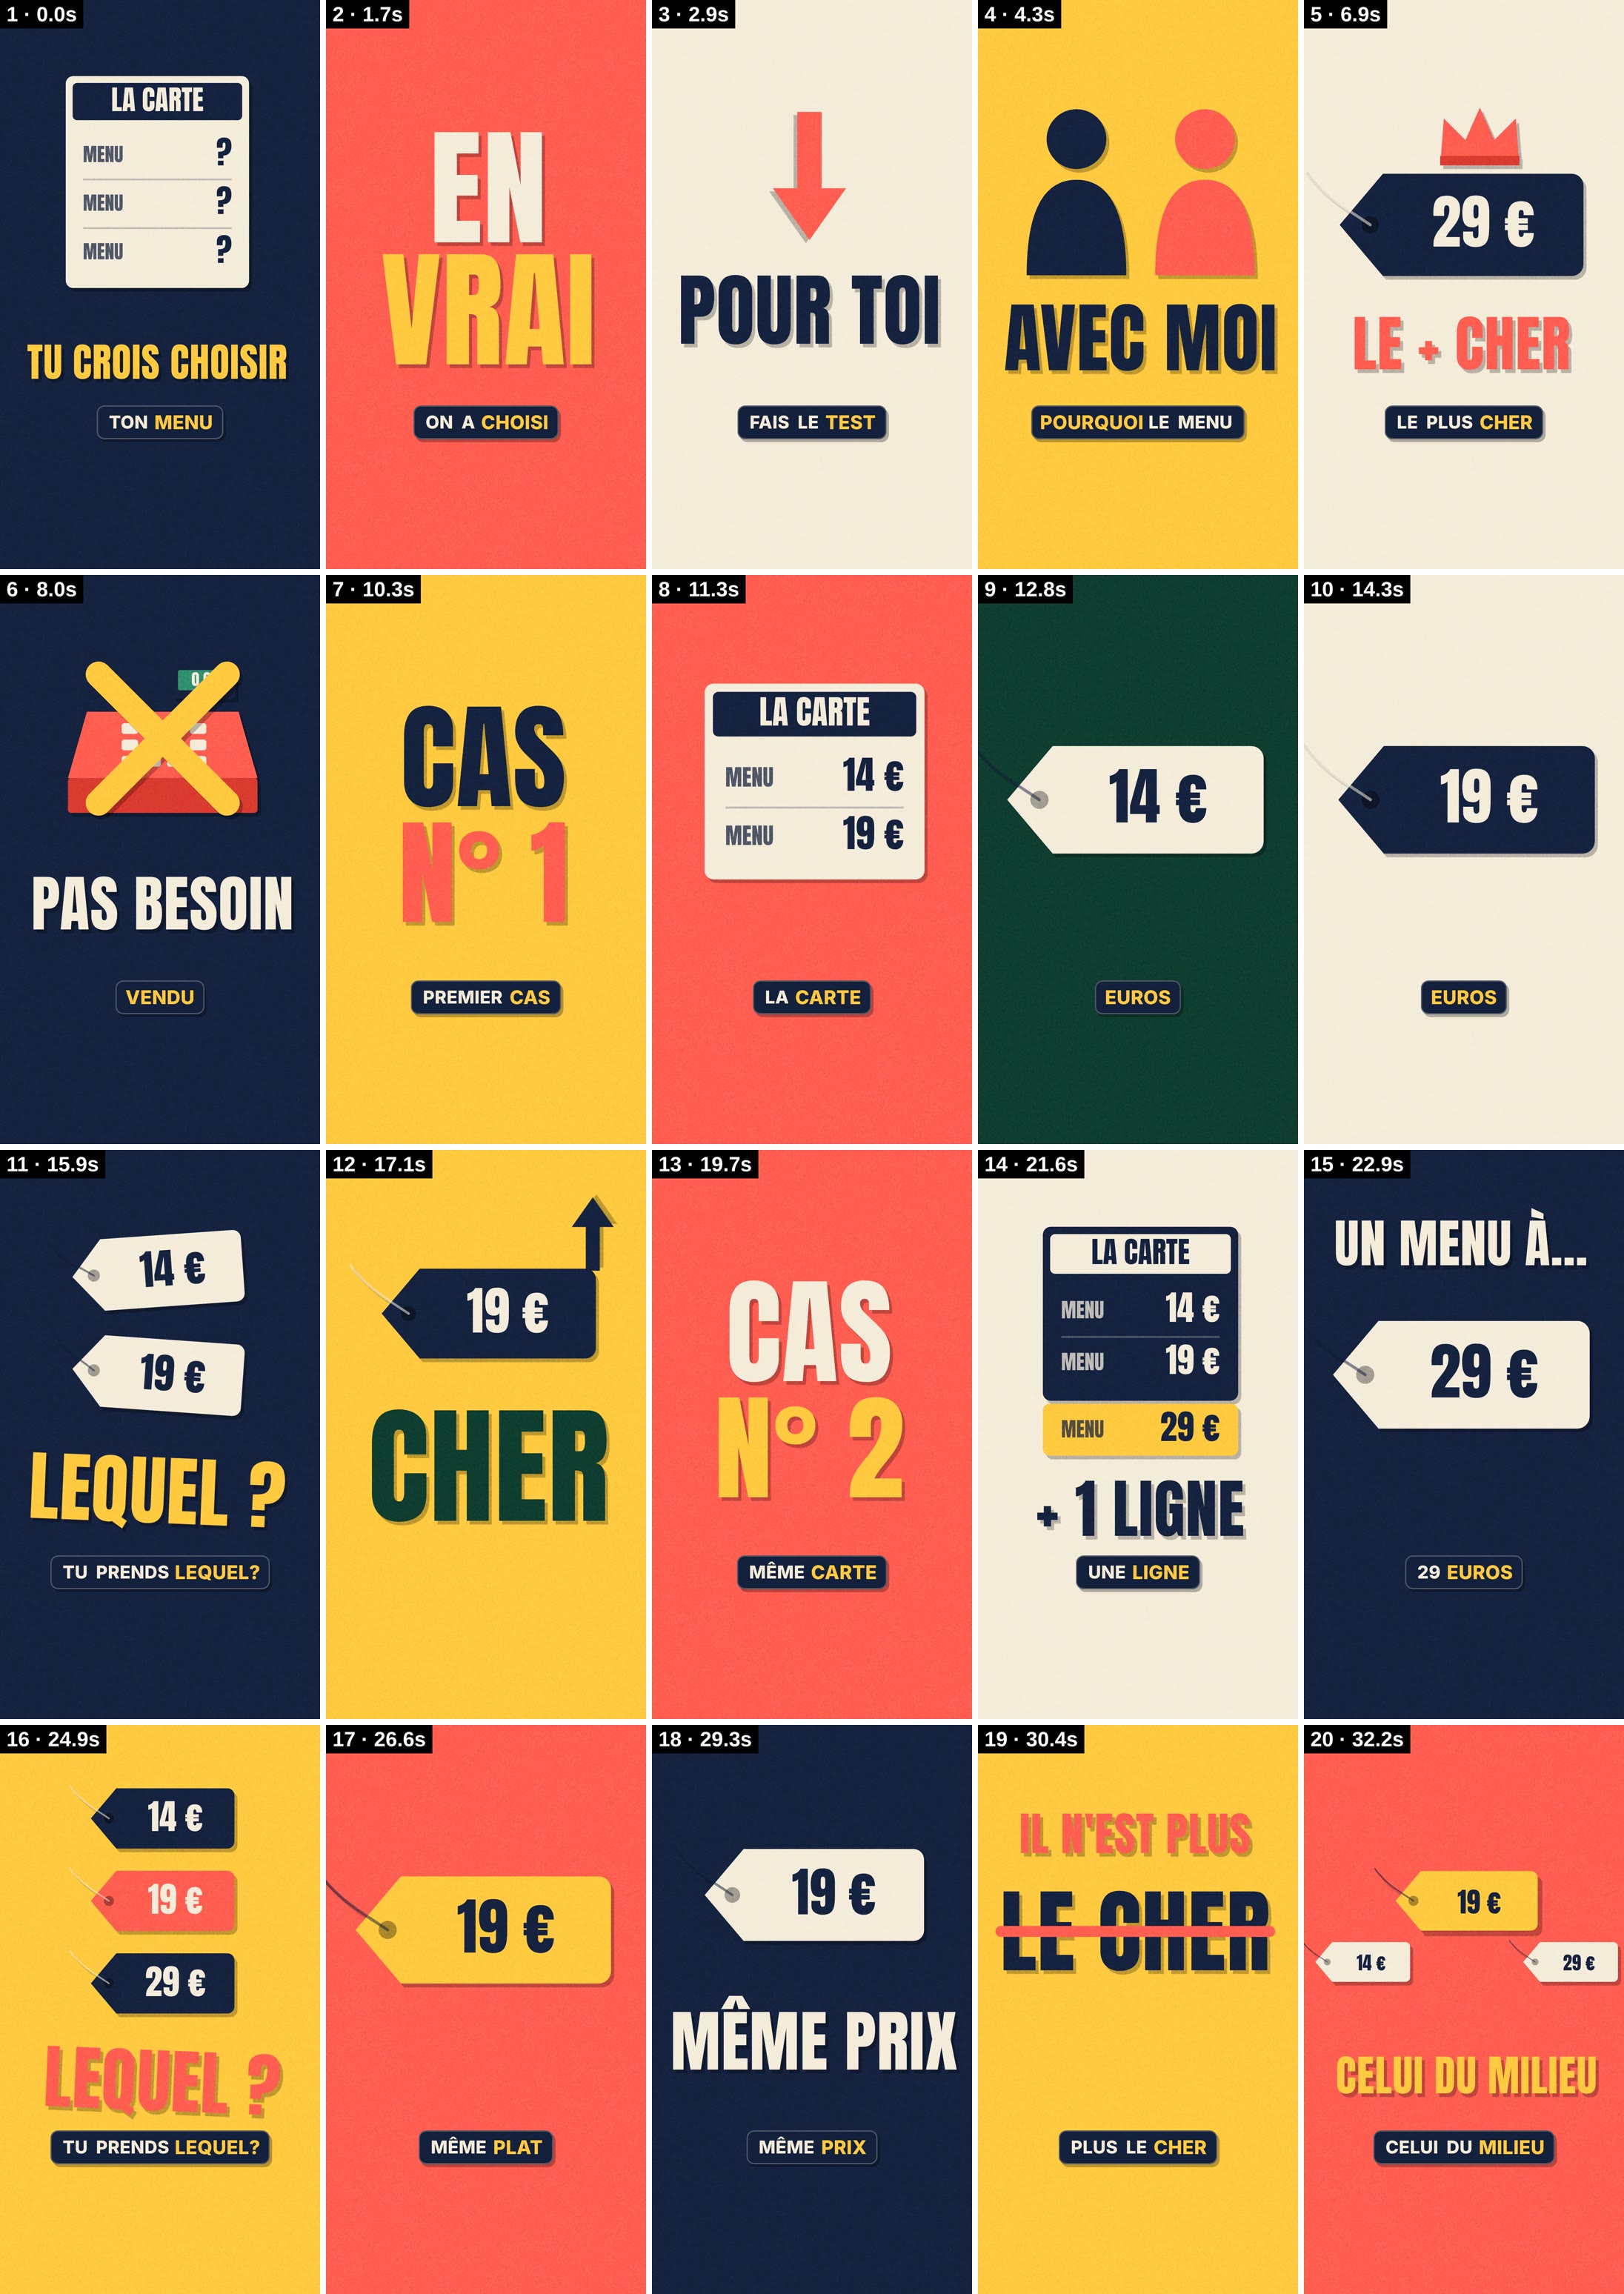 1 · 0.0s
LA CARTE
MENU ?
MENU ?
MENU ?
TU CROIS CHOISIR
TON MENU
2 · 1.7s
EN
VRAI
ON A CHOISI
3 · 2.9s
POUR TOI
FAIS LE TEST
4 · 4.3s
AVEC MOI
POURQUOI LE MENU
5 · 6.9s
29 €
LE + CHER
LE PLUS CHER
6 · 8.0s
PAS BESOIN
VENDU
7 · 10.3s
CAS
Nº 1
PREMIER CAS
8 · 11.3s
LA CARTE
MENU 14 €
MENU 19 €
LA CARTE
9 · 12.8s
14 €
EUROS
10 · 14.3s
19 €
EUROS
11 · 15.9s
14 €
19 €
LEQUEL ?
TU PRENDS LEQUEL?
12 · 17.1s
19 €
CHER
13 · 19.7s
CAS
Nº 2
MÊME CARTE
14 · 21.6s
LA CARTE
MENU 14 €
MENU 19 €
MENU 29 €
+ 1 LIGNE
UNE LIGNE
15 · 22.9s
UN MENU À...
29 €
29 EUROS
16 · 24.9s
14 €
19 €
29 €
LEQUEL ?
TU PRENDS LEQUEL?
17 · 26.6s
19 €
MÊME PLAT
18 · 29.3s
19 €
MÊME PRIX
MÊME PRIX
19 · 30.4s
IL N'EST PLUS
LE CHER
PLUS LE CHER
20 · 32.2s
19 €
14 €
29 €
CELUI DU MILIEU
CELUI DU MILIEU